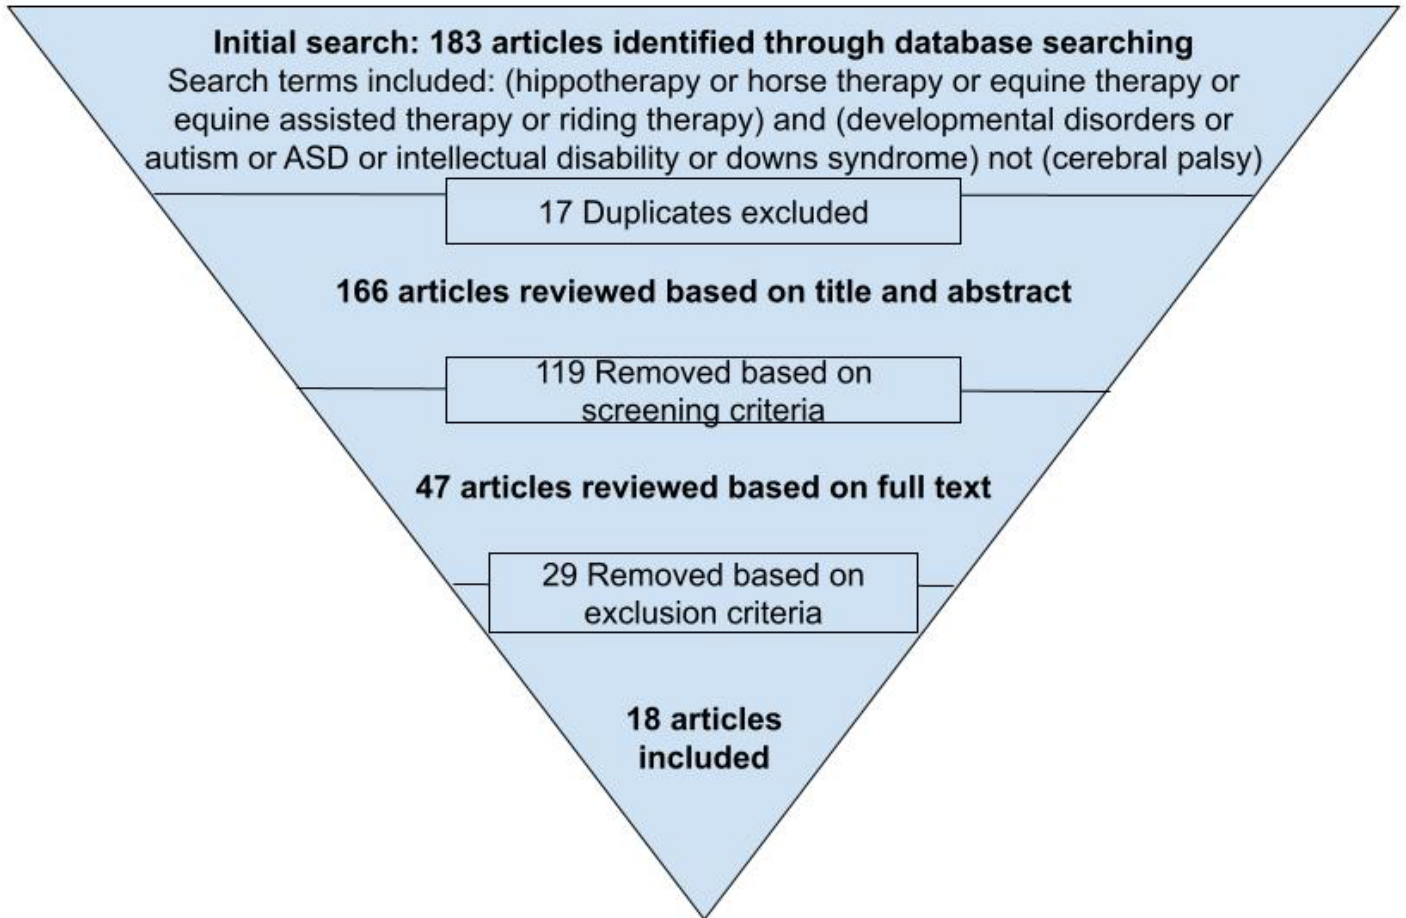 Initial search: 183 articles identified through database searching
Search terms included: (hippotherapy or horse therapy or equine therapy or
equine assisted therapy or riding therapy) and (developmental disorders or
autism or ASD or intellectual disability or downs syndrome) not (cerebral palsy)
17 Duplicates excluded
166 articles reviewed based on title and abstract
119 Removed based on
screening criteria
47 articles reviewed based on full text
29 Removed based on
exclusion criteria
18 articles
included